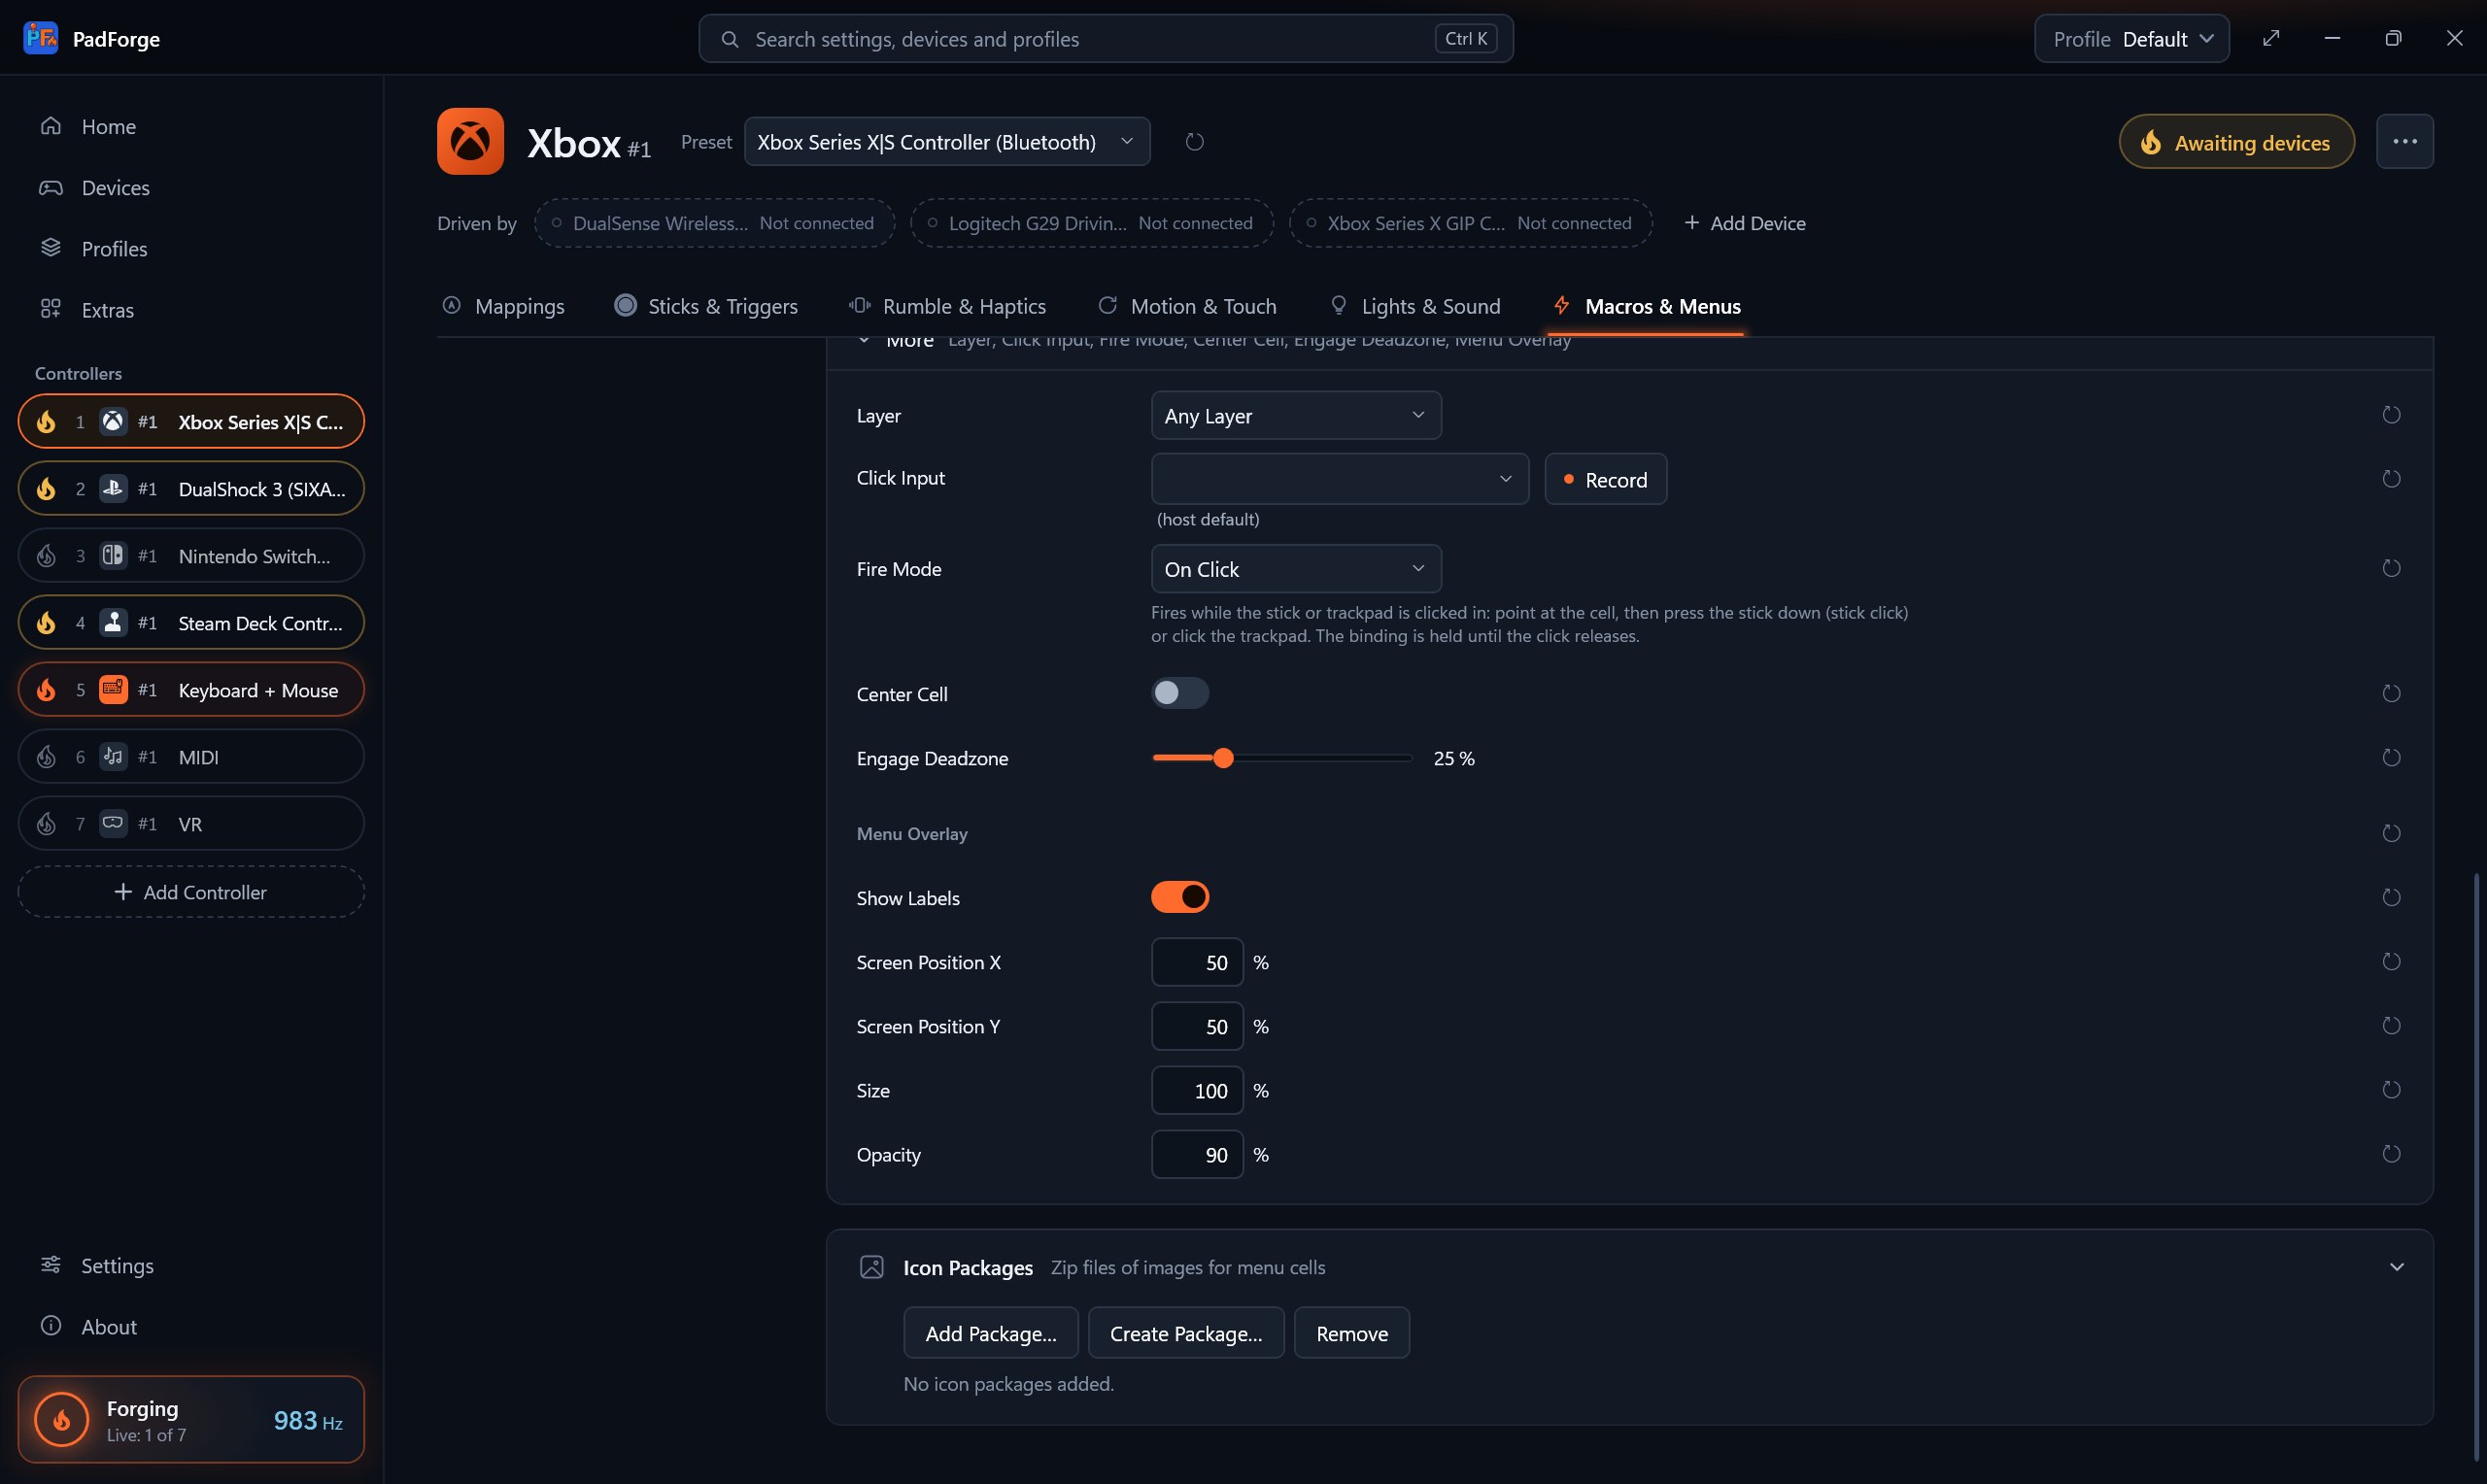 PadForge
Search settings, devices and profiles Ctrl K
Profile Default
Home
Devices
Profiles
Extras
Controllers
1 #1 Xbox Series X|S C...
2 #1 DualShock 3 (SIXA...
3 #1 Nintendo Switch...
4 #1 Steam Deck Contr...
5 #1 Keyboard + Mouse
6 #1 MIDI
7 #1 VR
Add Controller
Settings
About
Forging
Live: 1 of 7
983 Hz
Xbox #1 Preset Xbox Series X|S Controller (Bluetooth)
Awaiting devices
Driven by DualSense Wireless... Not connected Logitech G29 Drivin... Not connected Xbox Series X GIP C... Not connected Add Device
Mappings Sticks & Triggers Rumble & Haptics Motion & Touch Lights & Sound Macros & Menus
More Layer, Click Input, Fire Mode, Center Cell, Engage Deadzone, Menu Overlay
Layer Any Layer
Click Input Record
(host default)
Fire Mode On Click
Fires while the stick or trackpad is clicked in: point at the cell, then press the stick down (stick click)
or click the trackpad. The binding is held until the click releases.
Center Cell
Engage Deadzone 25 %
Menu Overlay
Show Labels
Screen Position X 50 %
Screen Position Y 50 %
Size 100 %
Opacity 90 %
Icon Packages Zip files of images for menu cells
Add Package... Create Package... Remove
No icon packages added.